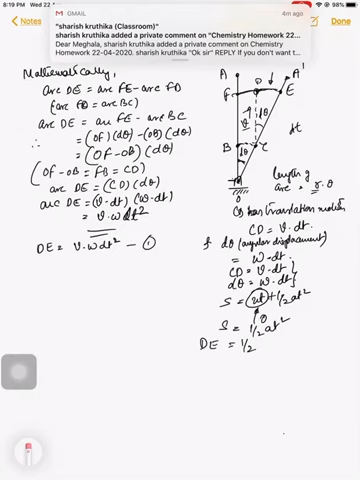 8:19 PM Wed 22 Apr
98%
GMAIL
4m ago
"sharish kruthika (Classroom)"
sharish kruthika added a private comment on "Chemistry Homework 22...
Dear Meghala, sharish kruthika added a private comment on Chemistry
Homework 22-04-2020. sharish kruthika "Ok sir" REPLY If you don't want t...
Notes
Mathematically,
arc DE = arc FE - arc FD
(arc FD = arc BC)
arc DE = arc FE - arc BC
∴ = (OF)(dθ) - (OB)(dθ)
= (OF-OB)(dθ)
(OF-OB = FB = CD)
arc DE = (CD)(dθ)
arc DE = (v·dt)(ω·dt)
= v·ω dt²
DE = v·ωdt² - ①
A
D
A'
F
E
v
dθ
dt
B
C
dθ
O
length of
arc = r.θ
CD has translation motion
CD = v·dt.
dθ (angular displacement)
= ω·dt.
CD = v·dt }
dθ = ω·dt }
S = ut + 1/2 at²
0
S = 1/2 at²
DE = 1/2